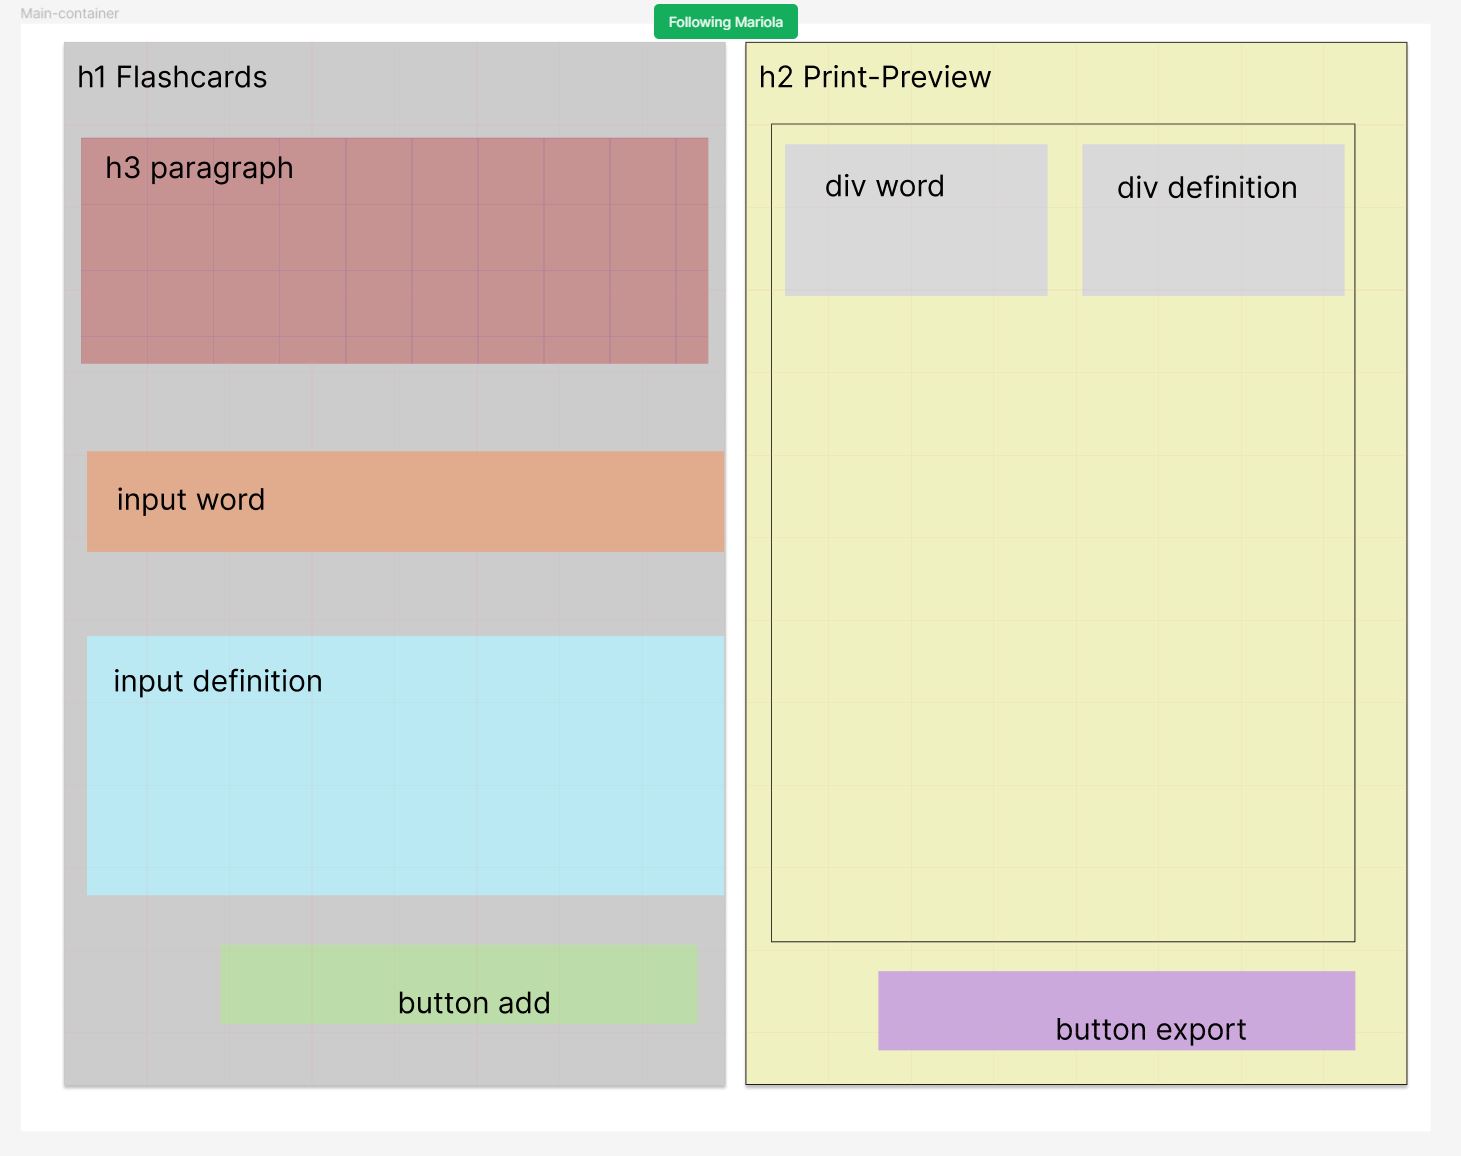 Main-container
Following Mariola
h1 Flashcards
h3 paragraph
input word
input definition
button add
h2 Print-Preview
div word
div definition
button export